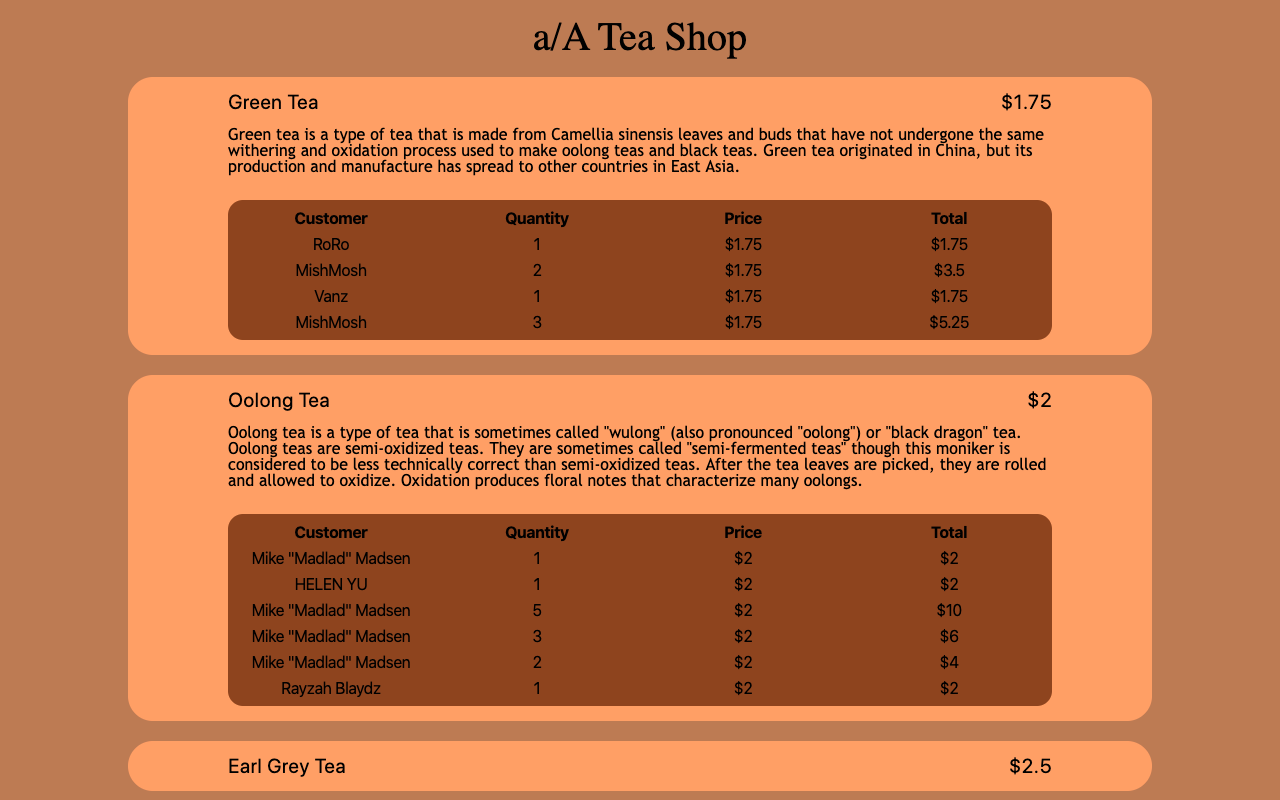 a/A Tea Shop
Green Tea $1.75
Green tea is a type of tea that is made from Camellia sinensis leaves and buds that have not undergone the same
withering and oxidation process used to make oolong teas and black teas. Green tea originated in China, but its
production and manufacture has spread to other countries in East Asia.
Customer Quantity Price Total
RoRo 1 $1.75 $1.75
MishMosh 2 $1.75 $3.5
Vanz 1 $1.75 $1.75
MishMosh 3 $1.75 $5.25
Oolong Tea $2
Oolong tea is a type of tea that is sometimes called "wulong" (also pronounced "oolong") or "black dragon" tea.
Oolong teas are semi-oxidized teas. They are sometimes called "semi-fermented teas" though this moniker is
considered to be less technically correct than semi-oxidized teas. After the tea leaves are picked, they are rolled
and allowed to oxidize. Oxidation produces floral notes that characterize many oolongs.
Customer Quantity Price Total
Mike "Madlad" Madsen 1 $2 $2
HELEN YU 1 $2 $2
Mike "Madlad" Madsen 5 $2 $10
Mike "Madlad" Madsen 3 $2 $6
Mike "Madlad" Madsen 2 $2 $4
Rayzah Blaydz 1 $2 $2
Earl Grey Tea $2.5